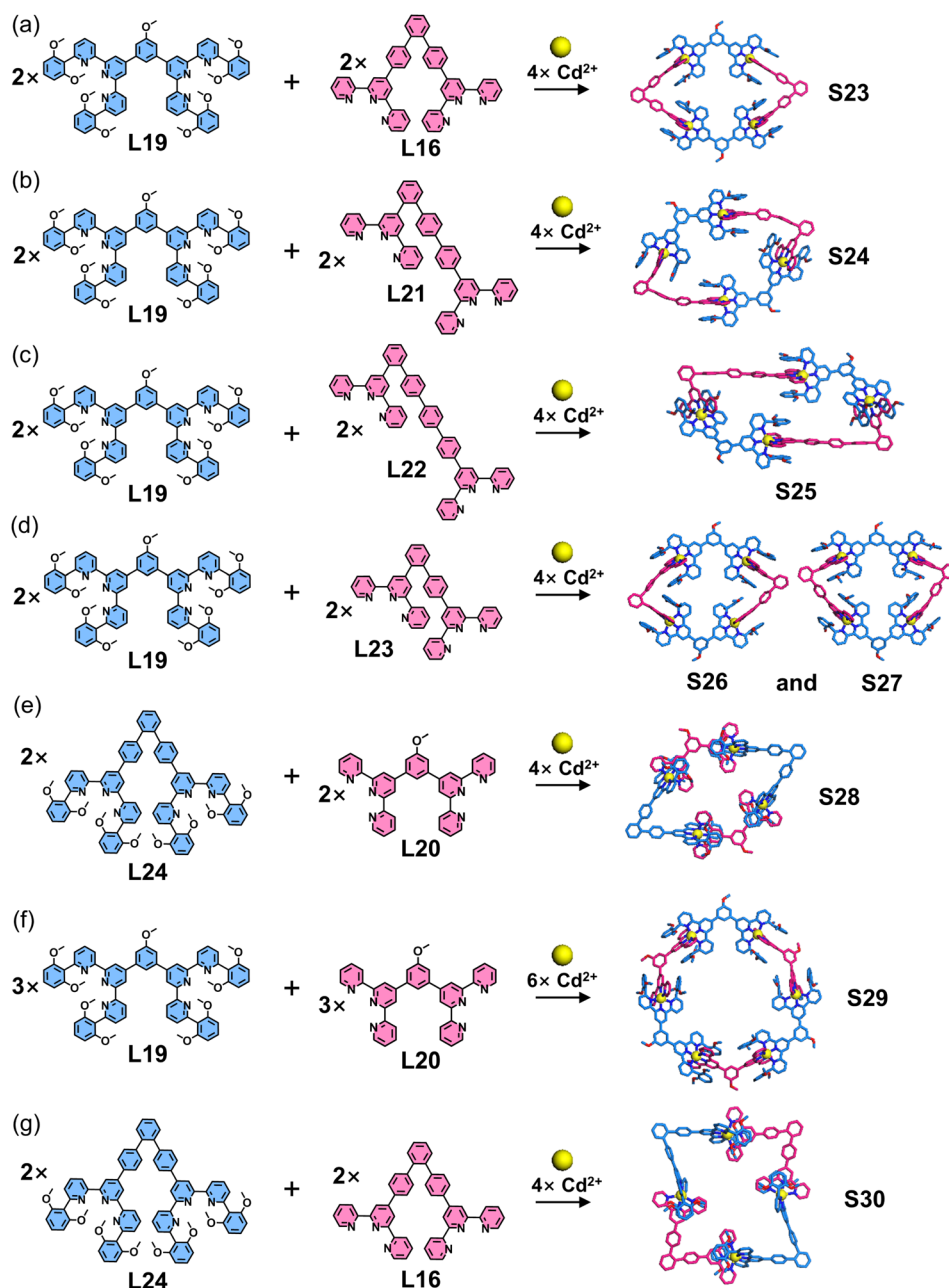 (a)
2× L19 + 2× L16 4× Cd²⁺ S23
(b)
2× L19 + 2× L21 4× Cd²⁺ S24
(c)
2× L19 + 2× L22 4× Cd²⁺ S25
(d)
2× L19 + 2× L23 4× Cd²⁺ S26 and S27
(e)
2× L24 + 2× L20 4× Cd²⁺ S28
(f)
3× L19 + 3× L20 6× Cd²⁺ S29
(g)
2× L24 + 2× L16 4× Cd²⁺ S30